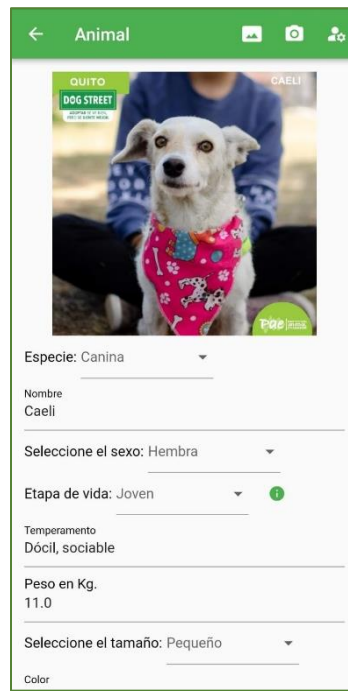 Animal
QUITO
CAELI
DOG STREET
PAE
Especie: Canina
Nombre
Caeli
Seleccione el sexo: Hembra
Etapa de vida: Joven
Temperamento
Dócil, sociable
Peso en Kg.
11.0
Seleccione el tamaño: Pequeño
Color